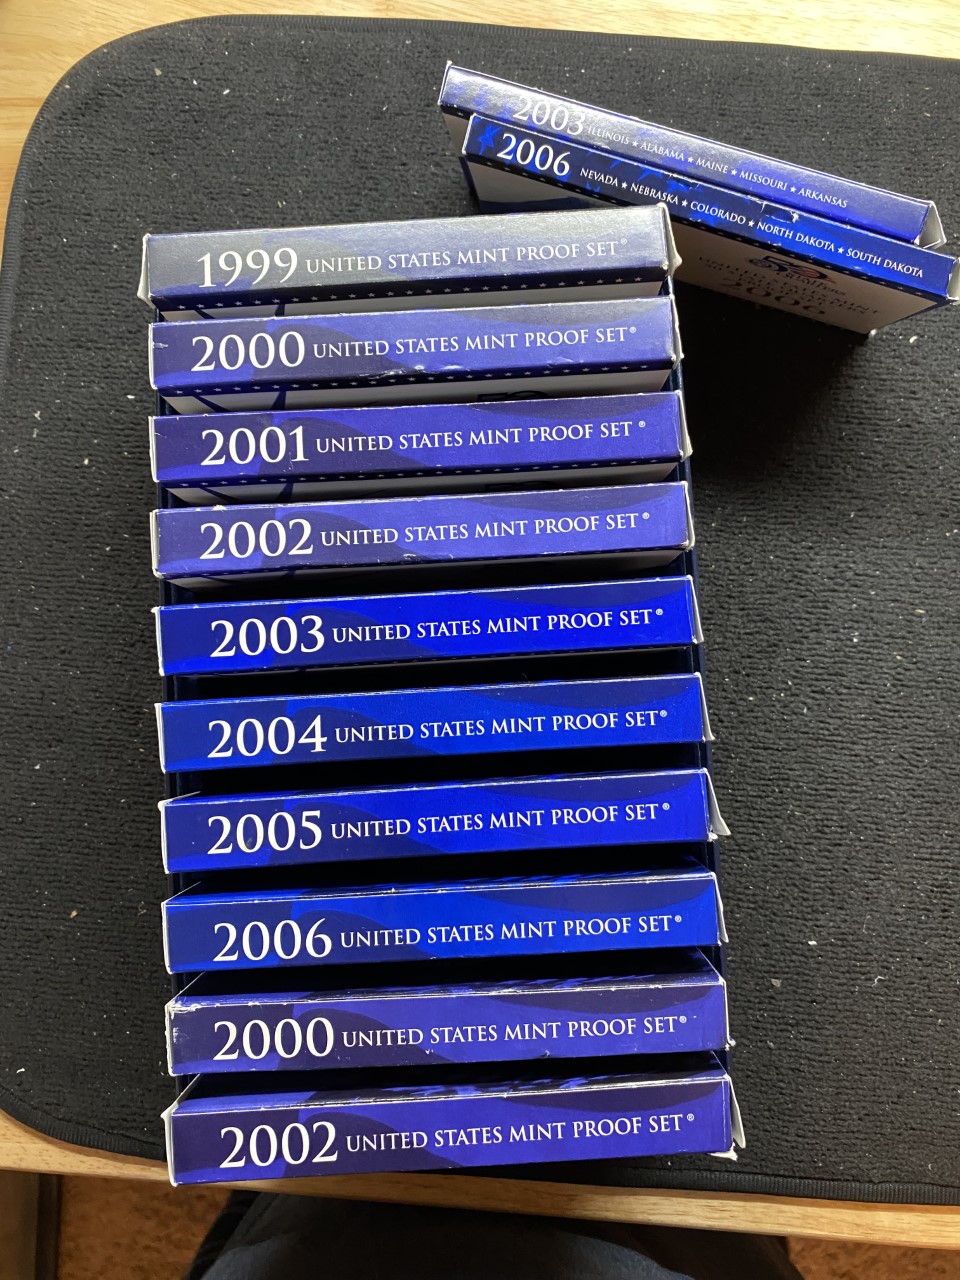 2003 ILLINOIS ★ ALABAMA ★ MAINE ★ MISSOURI ★ ARKANSAS
2006 NEVADA ★ NEBRASKA ★ COLORADO ★ NORTH DAKOTA ★ SOUTH DAKOTA
50
2006
1999 UNITED STATES MINT PROOF SET®
2000 UNITED STATES MINT PROOF SET®
2001 UNITED STATES MINT PROOF SET®
2002 UNITED STATES MINT PROOF SET®
2003 UNITED STATES MINT PROOF SET®
2004 UNITED STATES MINT PROOF SET®
2005 UNITED STATES MINT PROOF SET®
2006 UNITED STATES MINT PROOF SET®
2000 UNITED STATES MINT PROOF SET®
2002 UNITED STATES MINT PROOF SET®